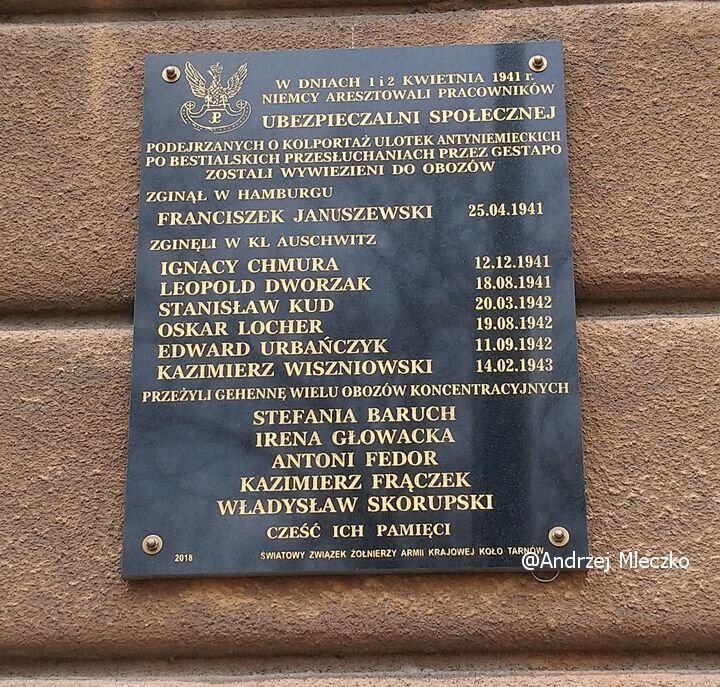 W DNIACH 1 i 2 KWIETNIA 1941 r.
NIEMCY ARESZTOWALI PRACOWNIKÓW
UBEZPIECZALNI SPOŁECZNEJ
PODEJRZANYCH O KOLPORTAŻ ULOTEK ANTYNIEMIECKICH
PO BESTIALSKICH PRZESŁUCHANIACH PRZEZ GESTAPO
ZOSTALI WYWIEZIENI DO OBOZÓW
ZGINĄŁ W HAMBURGU
FRANCISZEK JANUSZEWSKI 25.04.1941
ZGINĘLI W KL AUSCHWITZ
IGNACY CHMURA 12.12.1941
LEOPOLD DWORZAK 18.08.1941
STANISŁAW KUD 20.03.1942
OSKAR LOCHER 19.08.1942
EDWARD URBAŃCZYK 11.09.1942
KAZIMIERZ WISZNIOWSKI 14.02.1943
PRZEŻYLI GEHENNĘ WIELU OBOZÓW KONCENTRACYJNYCH
STEFANIA BARUCH
IRENA GŁOWACKA
ANTONI FEDOR
KAZIMIERZ FRĄCZEK
WŁADYSŁAW SKORUPSKI
CZEŚĆ ICH PAMIĘCI
2018 ŚWIATOWY ZWIĄZEK ŻOŁNIERZY ARMII KRAJOWEJ KOŁO TARNÓW
@Andrzej Mleczko